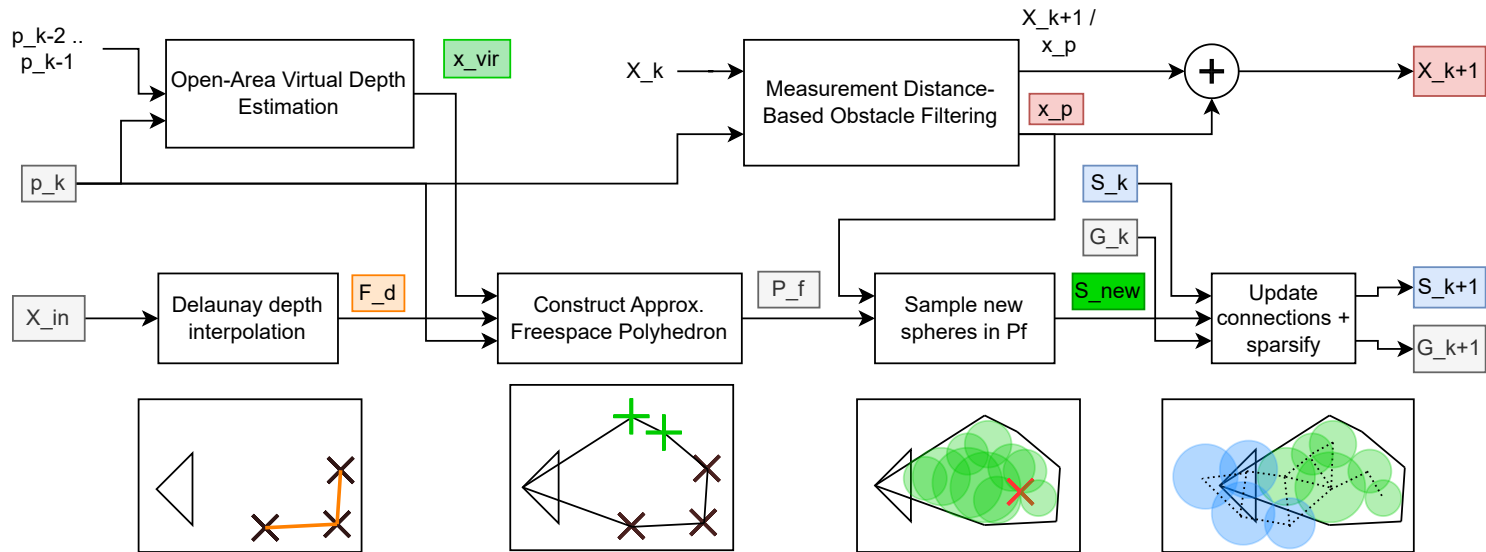 p_k-2 ..
p_k-1
Open-Area Virtual Depth
Estimation
x_vir
X_k
Measurement Distance-
Based Obstacle Filtering
X_k+1 /
x_p
x_p
+
X_k+1
p_k
S_k
G_k
X_in
Delaunay depth
interpolation
F_d
Construct Approx.
Freespace Polyhedron
P_f
Sample new
spheres in Pf
S_new
Update
connections +
sparsify
S_k+1
G_k+1